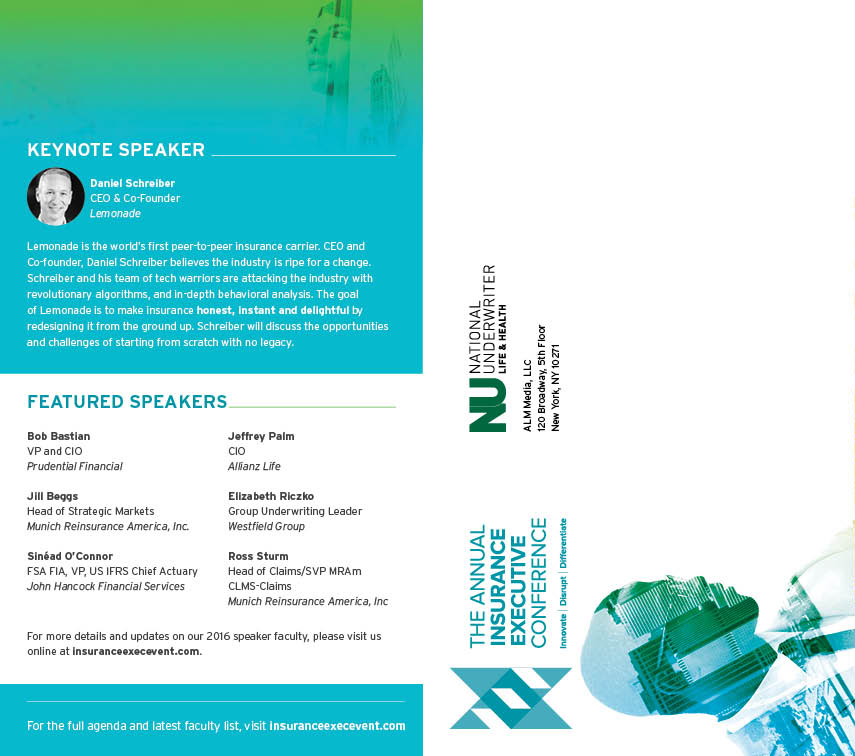 KEYNOTE SPEAKER
Daniel Schreiber
CEO & Co-Founder
Lemonade
Lemonade is the world's first peer-to-peer insurance carrier. CEO and
Co-founder, Daniel Schreiber believes the industry is ripe for a change.
Schreiber and his team of tech warriors are attacking the industry with
revolutionary algorithms, and in-depth behavioral analysis. The goal
of Lemonade is to make insurance honest, instant and delightful by
redesigning it from the ground up. Schreiber will discuss the opportunities
and challenges of starting from scratch with no legacy.
FEATURED SPEAKERS
Bob Bastian
VP and CIO
Prudential Financial
Jill Beggs
Head of Strategic Markets
Munich Reinsurance America, Inc.
Sinéad O'Connor
FSA FIA, VP, US IFRS Chief Actuary
John Hancock Financial Services
Jeffrey Palm
CIO
Allianz Life
Elizabeth Riczko
Group Underwriting Leader
Westfield Group
Ross Sturm
Head of Claims/SVP MRAm
CLMS-Claims
Munich Reinsurance America, Inc
For more details and updates on our 2016 speaker faculty, please visit us
online at insuranceexecevent.com.
For the full agenda and latest faculty list, visit insuranceexecevent.com
NU NATIONAL
UNDERWRITER
LIFE & HEALTH
ALM Media, LLC
120 Broadway, 5th Floor
New York, NY 10271
THE ANNUAL
INSURANCE
EXECUTIVE
CONFERENCE
Innovate | Disrupt | Differentiate